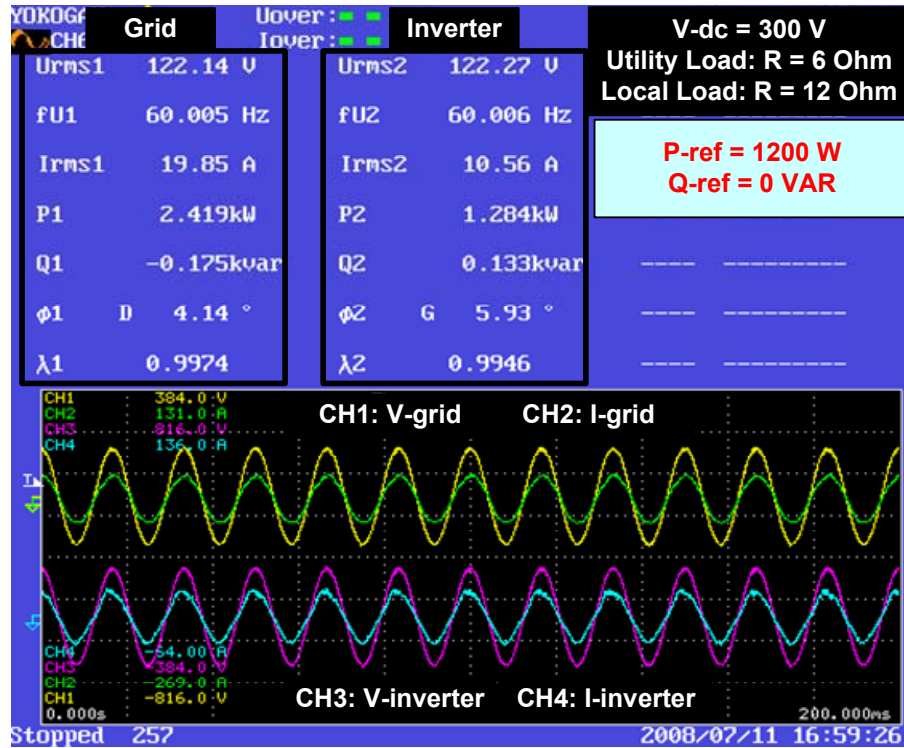 Uover:
Grid
Iover:
Inverter
Urms1 122.14 V
fU1 60.005 Hz
Irms1 19.85 A
P1 2.419kW
Q1 -0.175kvar
φ1 D 4.14 °
λ1 0.9974
Urms2 122.27 V
fU2 60.006 Hz
Irms2 10.56 A
P2 1.284kW
Q2 0.133kvar
φ2 G 5.93 °
λ2 0.9946
V-dc = 300 V
Utility Load: R = 6 Ohm
Local Load: R = 12 Ohm
P-ref = 1200 W
Q-ref = 0 VAR
CH1 384.0 V
CH2 131.0 A
CH3 816.0 V
CH4 136.0 A
CH1: V-grid CH2: I-grid
CH4 -54.00 A
CH3 -384.0 V
CH2 -269.0 A
CH1 -816.0 V
CH3: V-inverter CH4: I-inverter
0.000s 200.000ms
Stopped 257 2008/07/11 16:59:26